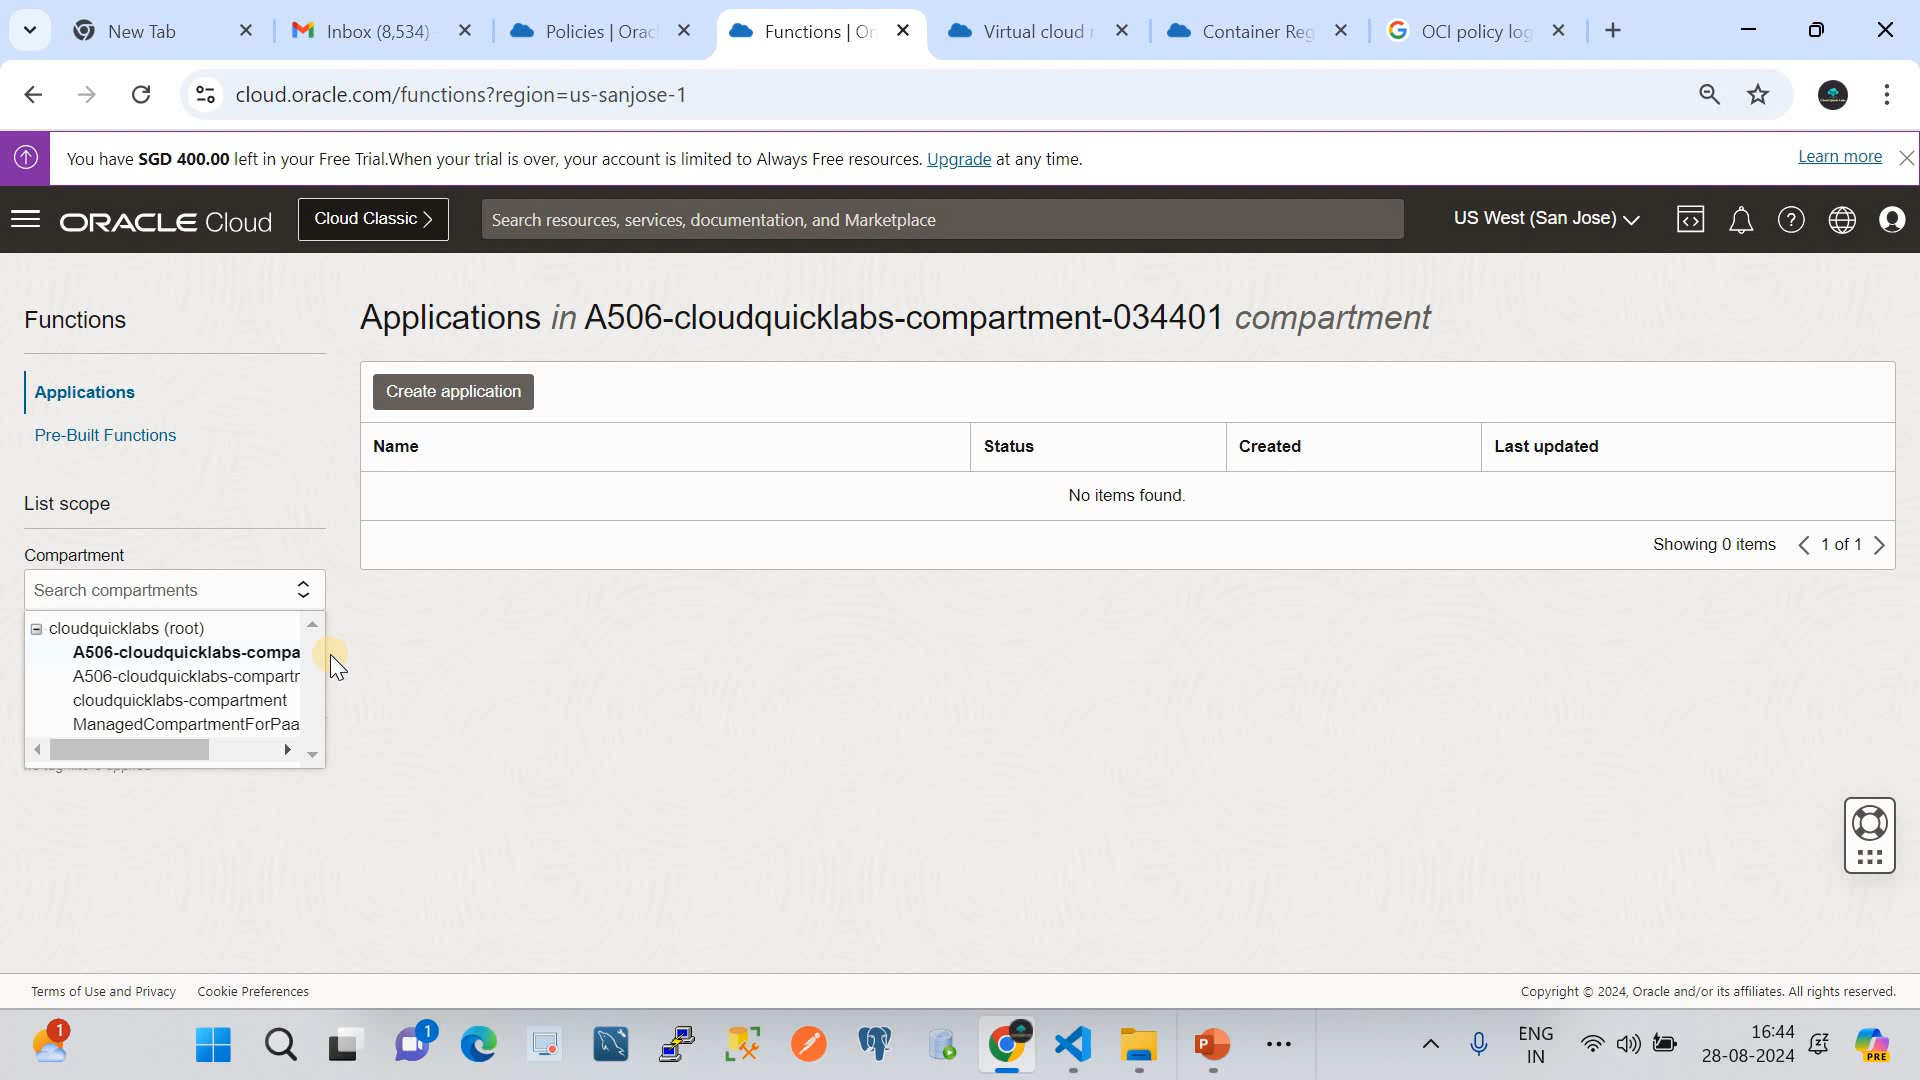 New Tab
Inbox (8,534)
Policies | Orac
Functions | Or
Virtual cloud
Container Reg
OCI policy log
cloud.oracle.com/functions?region=us-sanjose-1
You have SGD 400.00 left in your Free Trial.When your trial is over, your account is limited to Always Free resources. Upgrade at any time.
Learn more
ORACLE Cloud
Cloud Classic
Search resources, services, documentation, and Marketplace
US West (San Jose)
Functions
Applications
Pre-Built Functions
List scope
Compartment
Search compartments
cloudquicklabs (root)
A506-cloudquicklabs-compa
A506-cloudquicklabs-compartr
cloudquicklabs-compartment
ManagedCompartmentForPaa
Applications in A506-cloudquicklabs-compartment-034401 compartment
Create application
Name Status Created Last updated
No items found.
Showing 0 items
1 of 1
Terms of Use and Privacy
Cookie Preferences
Copyright © 2024, Oracle and/or its affiliates. All rights reserved.
1
1
ENG
IN
16:44
28-08-2024
PRE